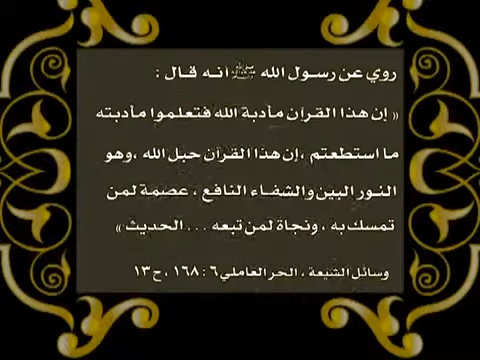 روي عن رسول الله ﷺ أنه قال :
« إن هذا القرآن مأدبة الله فتعلموا مأدبته
ما استطعتم ،إن هذا القرآن حبل الله ،وهو
النور البين والشفاء النافع ، عصمة لمن
تمسك به ، ونجاة لمن تبعه ... الحديث »
وسائل الشيعة ، الحر العاملي ٦ : ١٦٨ ،ح ١٣